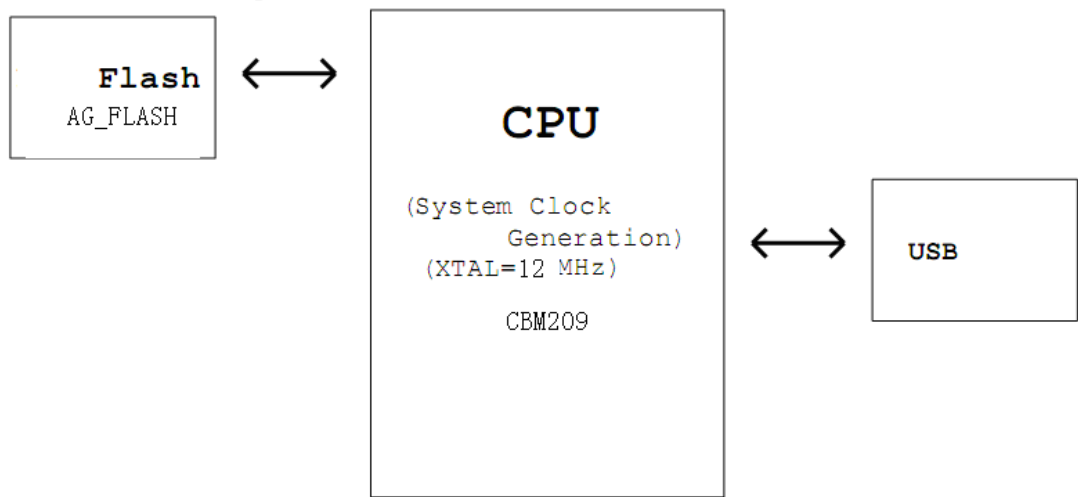 Flash
AG_FLASH
CPU
(System Clock
Generation)
(XTAL=12 MHz)
CBM209
USB